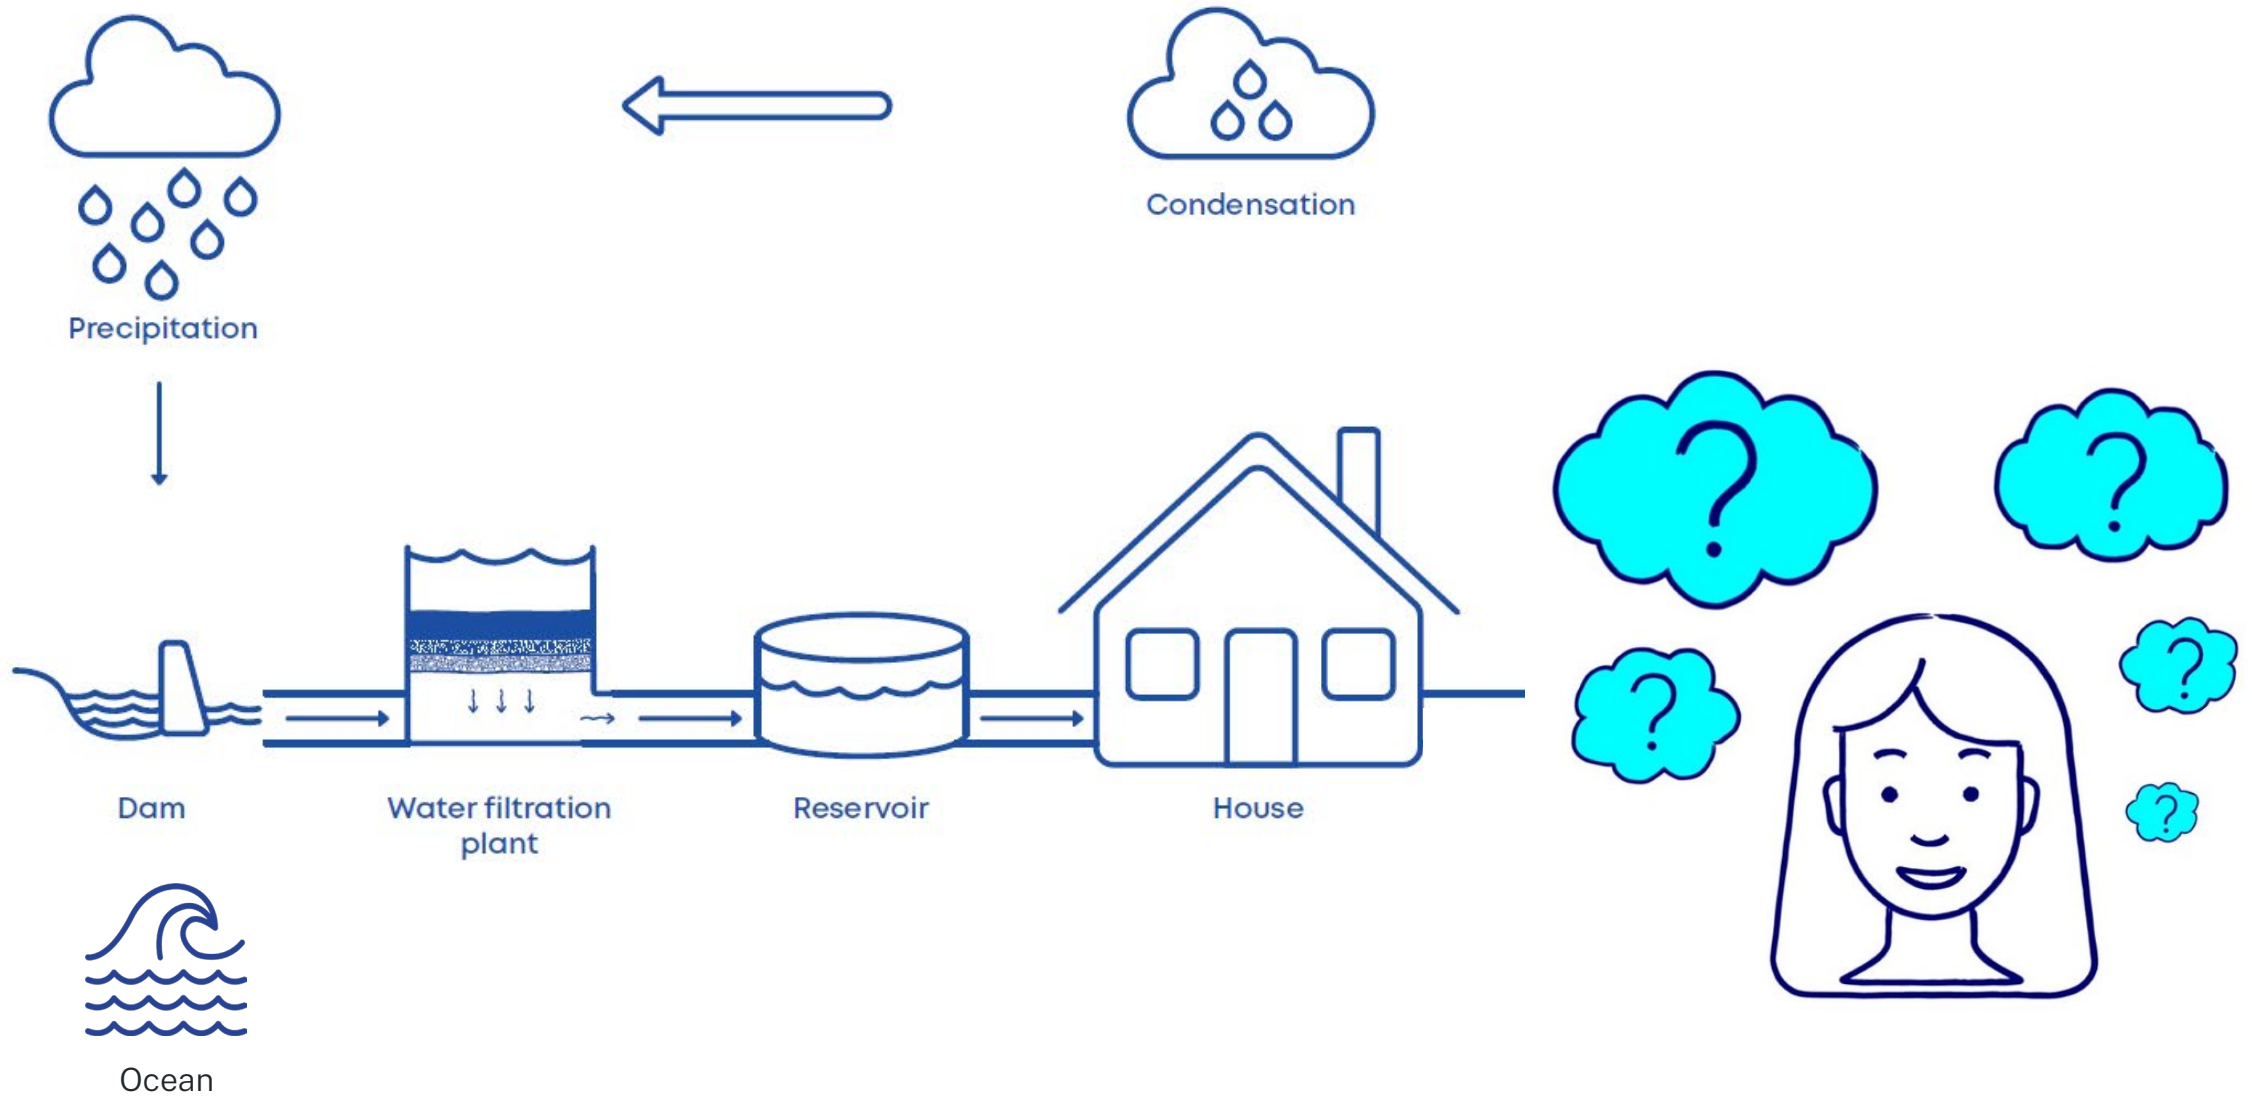 Condensation
Precipitation
?
?
?
?
?
Dam
Water filtration
plant
Reservoir
House
Ocean